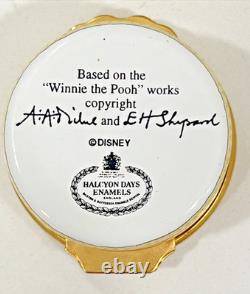 Based on the
"Winnie the Pooh" works
copyright
A.A.Milne and E H Shepard
©DISNEY
HALCYON DAYS
ENAMELS
ENGLAND